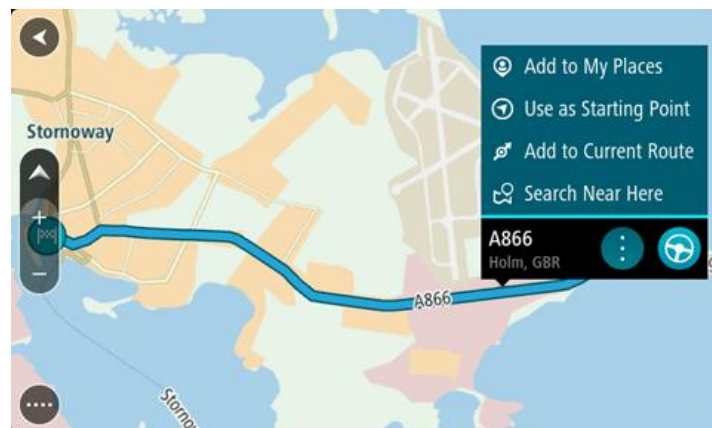 Stornoway
Add to My Places
Use as Starting Point
Add to Current Route
Search Near Here
A866
Holm, GBR
A866
+
−